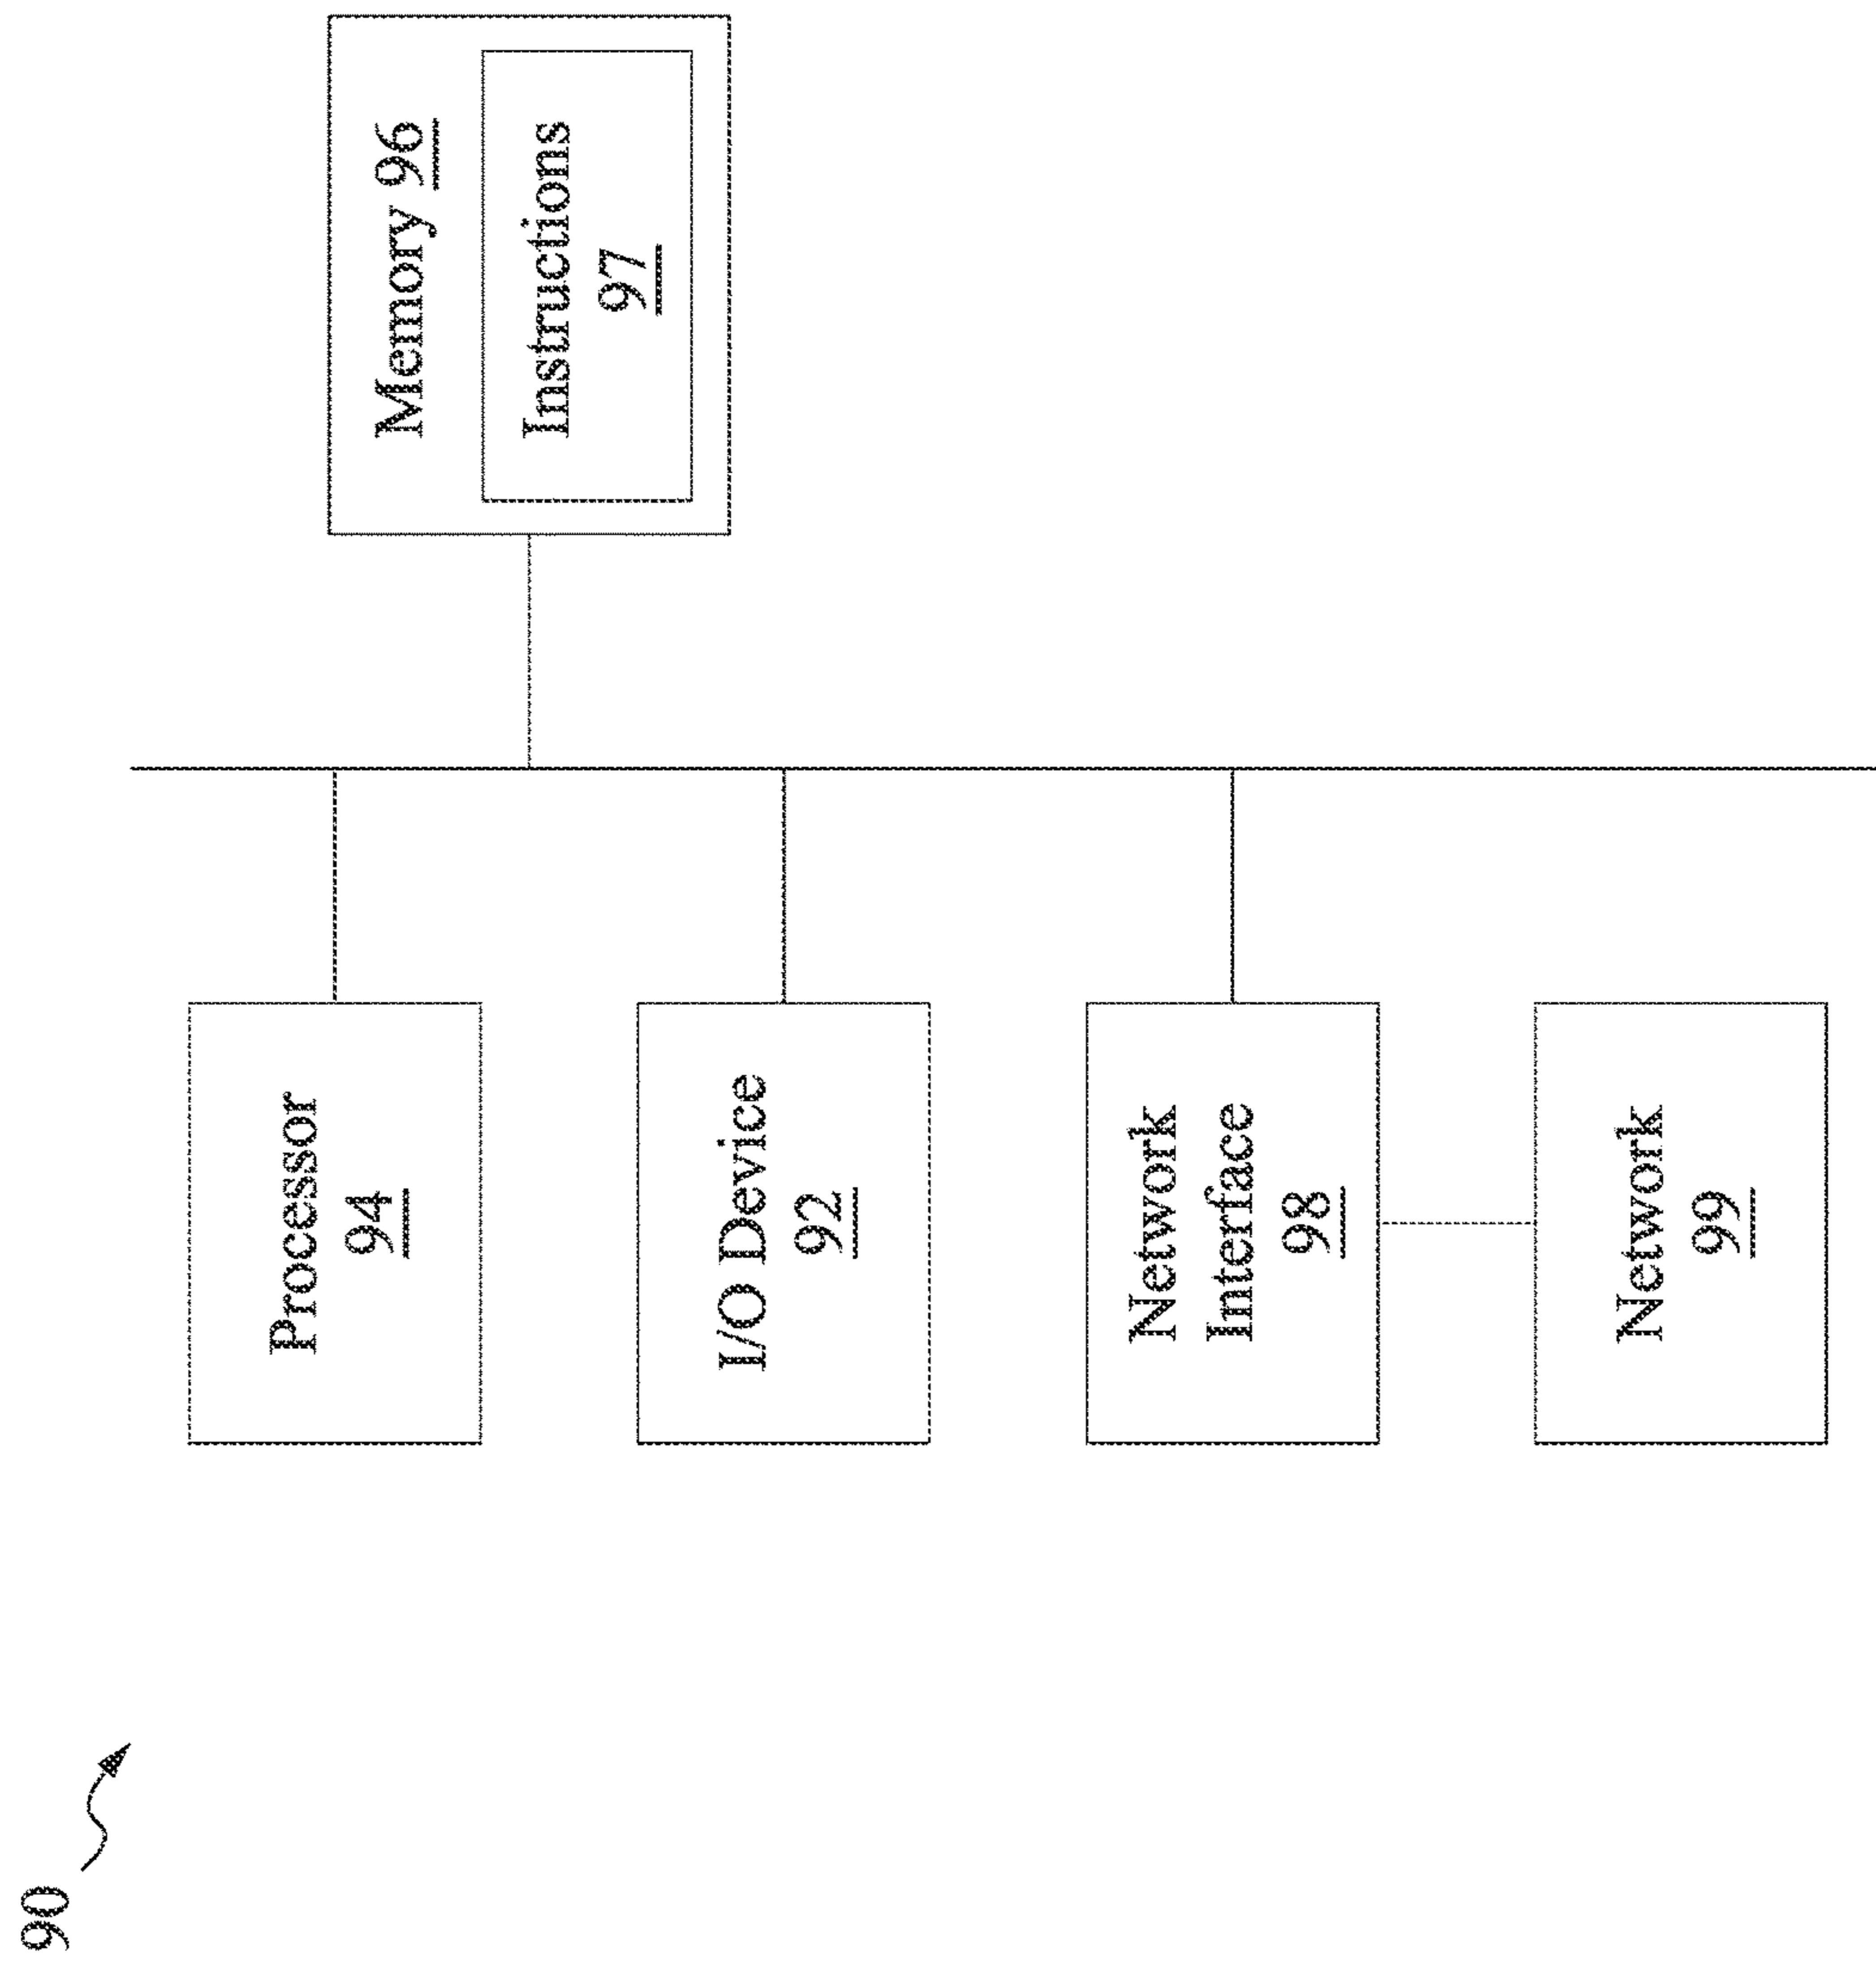 90
Processor
94
I/O Device
92
Network
Interface
98
Network
99
Memory 96
Instructions
97